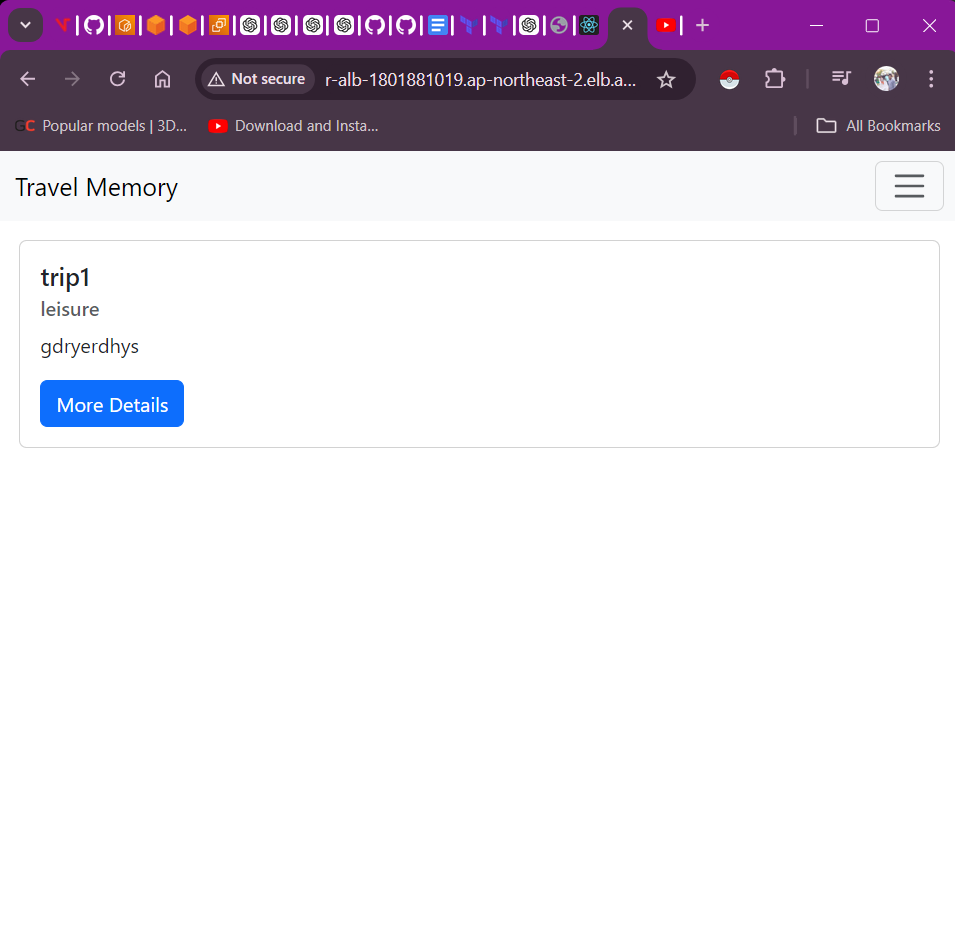 Not secure
r-alb-1801881019.ap-northeast-2.elb.a...
GC Popular models | 3D...
Download and Insta...
All Bookmarks
Travel Memory
trip1
leisure
gdryerdhys
More Details